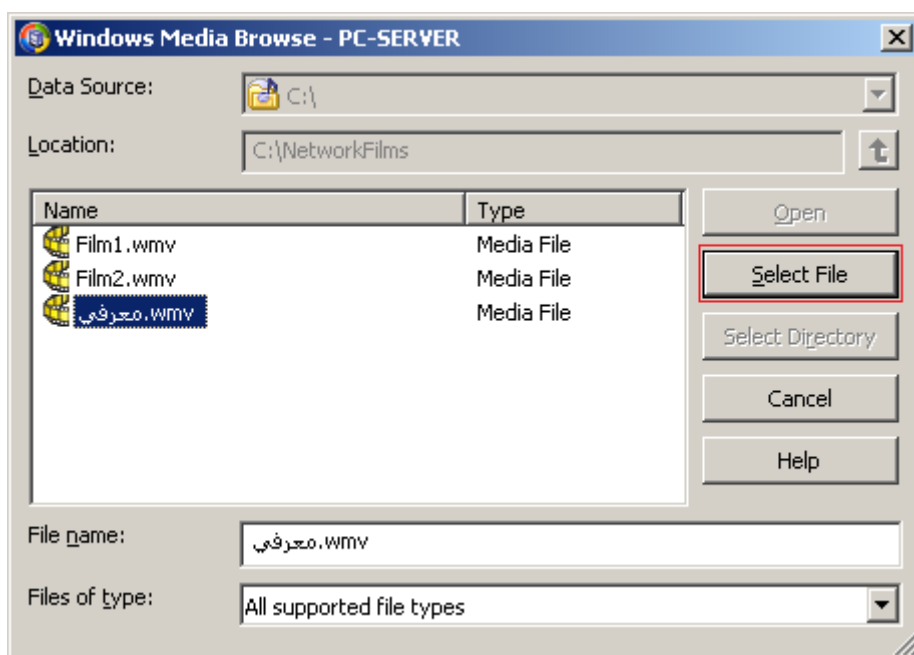 Windows Media Browse - PC-SERVER
Data Source:
C:\
Location:
C:\NetworkFilms
Name Type
Open
Film1.wmv Media File
Film2.wmv Media File
Select File
معرفي.wmv Media File
Select Directory
Cancel
Help
File name:
معرفي.wmv
Files of type:
All supported file types